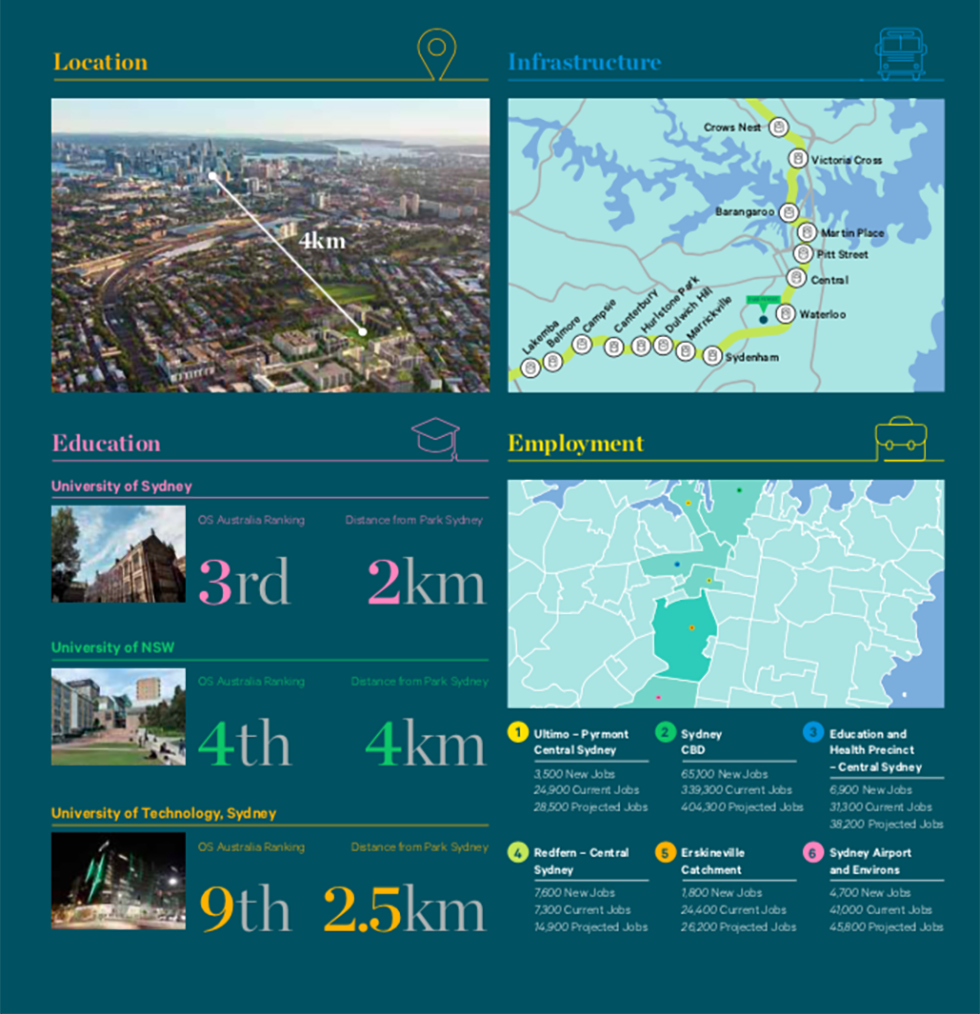 Location
4km
Infrastructure
Crows Nest
Victoria Cross
Barangaroo
Martin Place
Pitt Street
Central
Waterloo
Sydenham
Marrickville
Dulwich Hill
Hurlstone Park
Canterbury
Campsie
Belmore
Lakemba
Education
University of Sydney
OS Australia Ranking
Distance from Park Sydney
3rd
2km
University of NSW
OS Australia Ranking
Distance from Park Sydney
4th
4km
University of Technology, Sydney
OS Australia Ranking
Distance from Park Sydney
9th
2.5km
Employment
1
Ultimo – Pyrmont
Central Sydney
3,500 New Jobs
24,900 Current Jobs
28,500 Projected Jobs
2
Sydney
CBD
65,100 New Jobs
339,300 Current Jobs
404,300 Projected Jobs
3
Education and
Health Precinct
– Central Sydney
6,900 New Jobs
31,300 Current Jobs
38,200 Projected Jobs
4
Redfern – Central
Sydney
7,600 New Jobs
7,300 Current Jobs
14,900 Projected Jobs
5
Erskineville
Catchment
1,800 New Jobs
24,400 Current Jobs
26,200 Projected Jobs
6
Sydney Airport
and Environs
4,700 New Jobs
41,000 Current Jobs
45,800 Projected Jobs